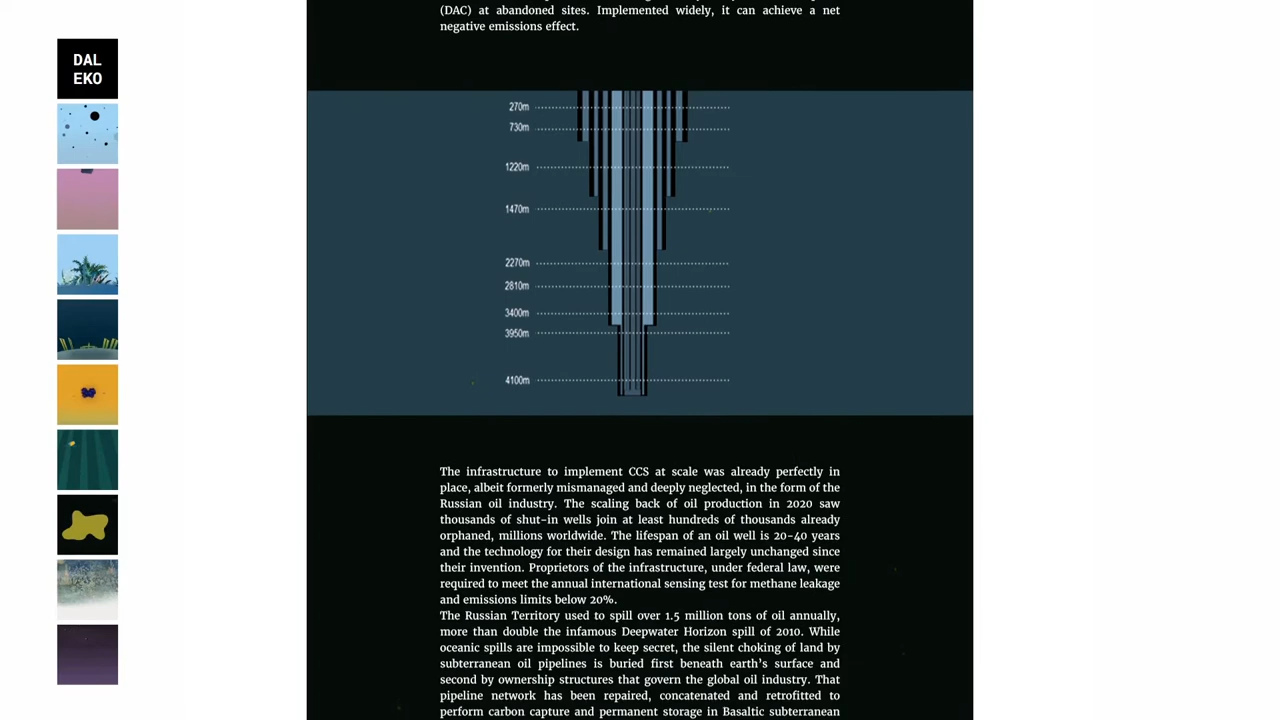 DAL
EKO
(DAC) at abandoned sites. Implemented widely, it can achieve a net
negative emissions effect.
270m
730m
1220m
1470m
2270m
2810m
3400m
3950m
4100m
The infrastructure to implement CCS at scale was already perfectly in
place, albeit formerly mismanaged and deeply neglected, in the form of the
Russian oil industry. The scaling back of oil production in 2020 saw
thousands of shut-in wells join at least hundreds of thousands already
orphaned, millions worldwide. The lifespan of an oil well is 20-40 years
and the technology for their design has remained largely unchanged since
their invention. Proprietors of the infrastructure, under federal law, were
required to meet the annual international sensing test for methane leakage
and emissions limits below 20%.
The Russian Territory used to spill over 1.5 million tons of oil annually,
more than double the infamous Deepwater Horizon spill of 2010. While
oceanic spills are impossible to keep secret, the silent choking of land by
subterranean oil pipelines is buried first beneath earth's surface and
second by ownership structures that govern the global oil industry. That
pipeline network has been repaired, concatenated and retrofitted to
perform carbon capture and permanent storage in Basaltic subterranean